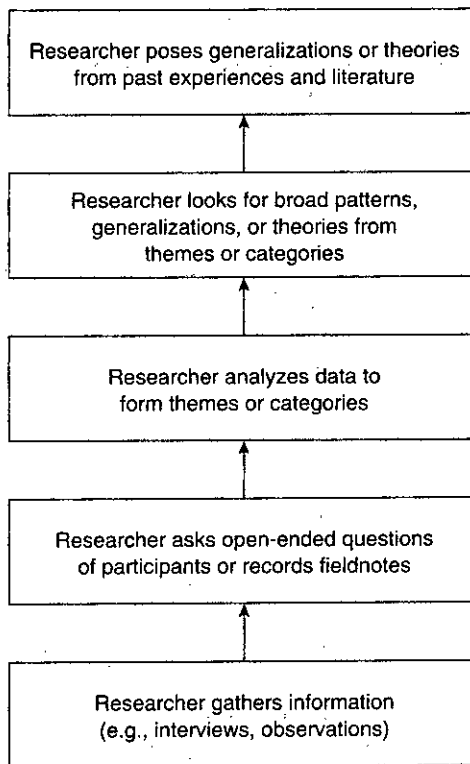 Researcher poses generalizations or theories
from past experiences and literature
Researcher looks for broad patterns,
generalizations, or theories from
themes or categories
Researcher analyzes data to
form themes or categories
Researcher asks open-ended questions
of participants or records fieldnotes
Researcher gathers information
(e.g., interviews, observations)